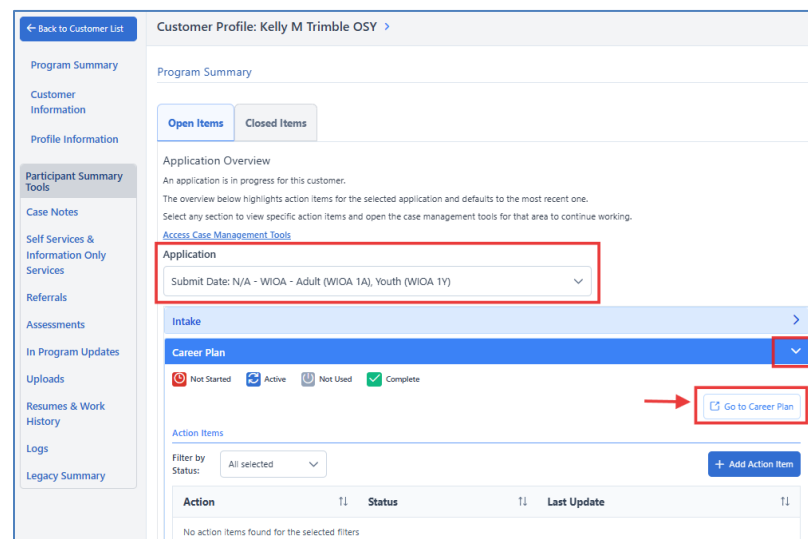 ← Back to Customer List
Customer Profile: Kelly M Trimble OSY >
Program Summary
Customer
Information
Profile Information
Participant Summary
Tools
Case Notes
Self Services &
Information Only
Services
Referrals
Assessments
In Program Updates
Uploads
Resumes & Work
History
Logs
Legacy Summary
Program Summary
Open Items
Closed Items
Application Overview
An application is in progress for this customer.
The overview below highlights action items for the selected application and defaults to the most recent one.
Select any section to view specific action items and open the case management tools for that area to continue working.
Access Case Management Tools
Application
Submit Date: N/A - WIOA - Adult (WIOA 1A), Youth (WIOA 1Y)
Intake
Career Plan
Not Started
Active
Not Used
Complete
Go to Career Plan
Action Items
Filter by
Status:
All selected
+ Add Action Item
Action
Status
Last Update
No action items found for the selected filters